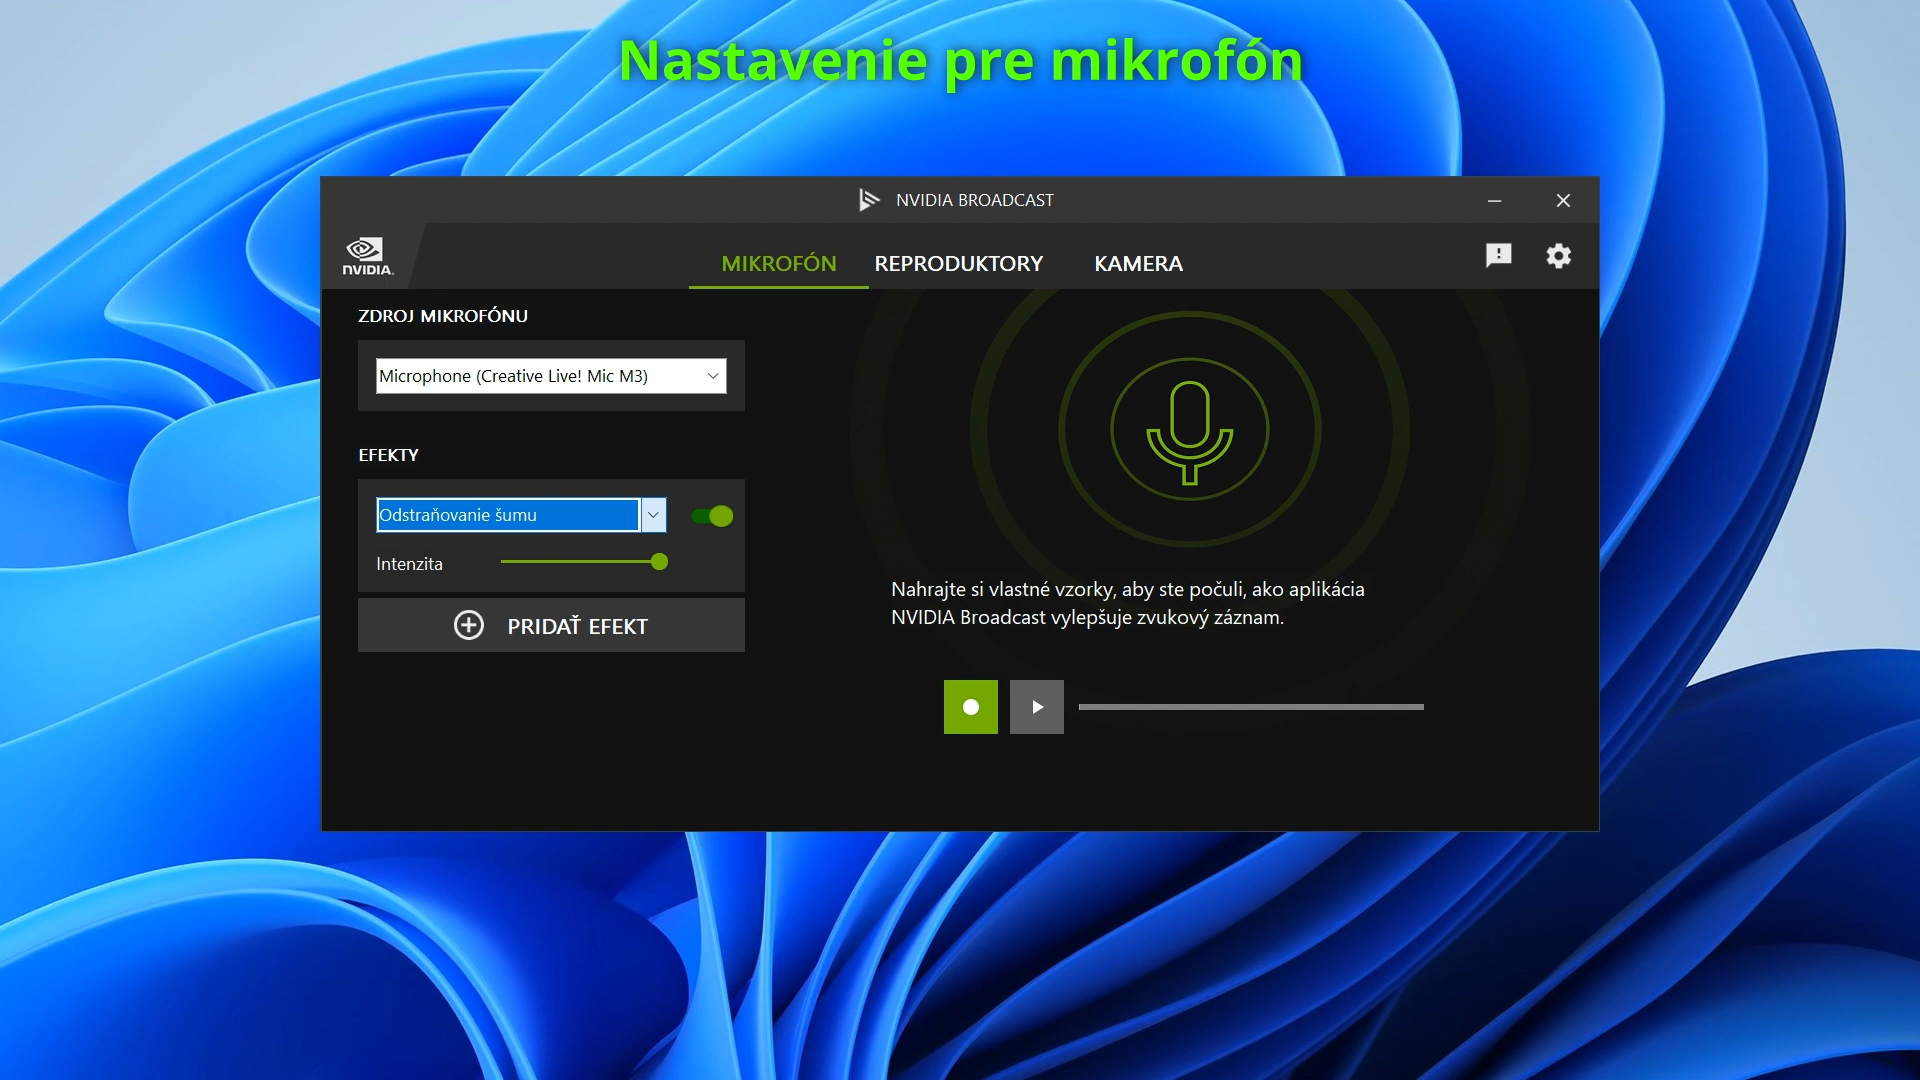 Nastavenie pre mikrofón
NVIDIA BROADCAST
NVIDIA.
MIKROFÓN
REPRODUKTORY
KAMERA
ZDROJ MIKROFÓNU
Microphone (Creative Live! Mic M3)
EFEKTY
Odstraňovanie šumu
Intenzita
PRIDAŤ EFEKT
Nahrajte si vlastné vzorky, aby ste počuli, ako aplikácia
NVIDIA Broadcast vylepšuje zvukový záznam.